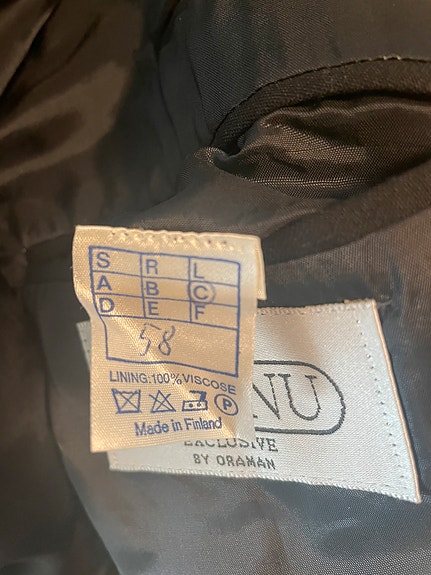 S R L
A B C
D E F
58
LINING:100%VISCOSE
P
Made in Finland
NU
EXCLUSIVE
BY ORAMAN